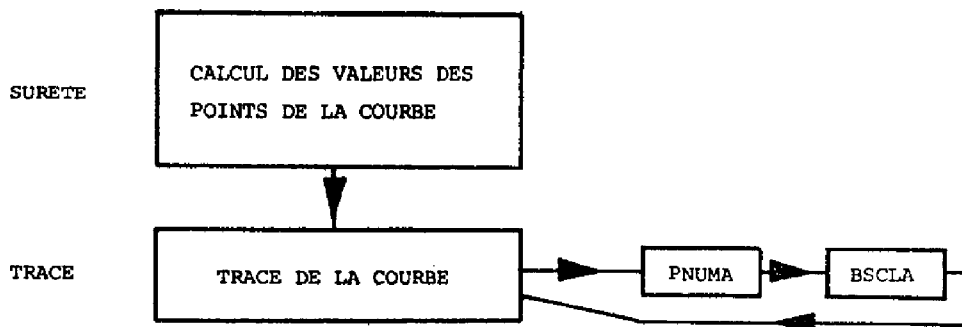 CALCUL DES VALEURS DES
SURETE
POINTS DE LA COURBE
TRACE
TRACE DE LA COURBE
PNUMA
BSCLA